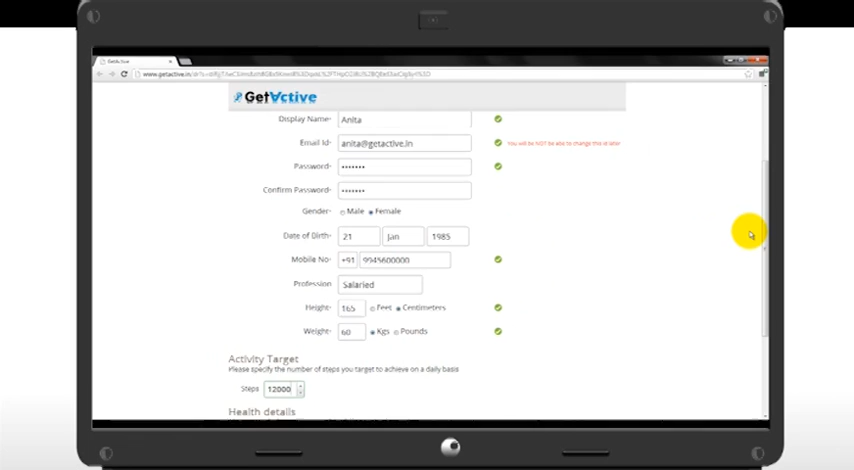 GetActive
GetActive
Display Name* Anita
Email Id* anita@getactive.in You will be NOT be able to change this id later
Password* •••••••
Confirm Password* •••••••
Gender* Male Female
Date of Birth* 21 Jan 1985
Mobile No* +91 9945600000
Profession Salaried
Height* 165 Feet Centimeters
Weight* 60 Kgs Pounds
Activity Target
Please specify the number of steps you target to achieve on a daily basis
Steps 12000
Health details